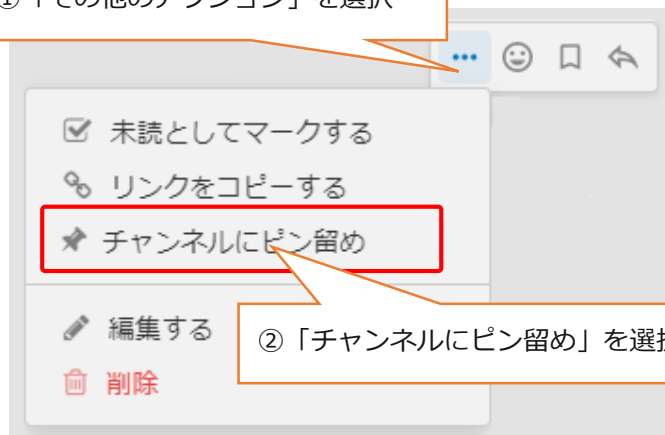 ①「その他のアクション」を選択
未読としてマークする
リンクをコピーする
チャンネルにピン留め
編集する
②「チャンネルにピン留め」を選択
削除